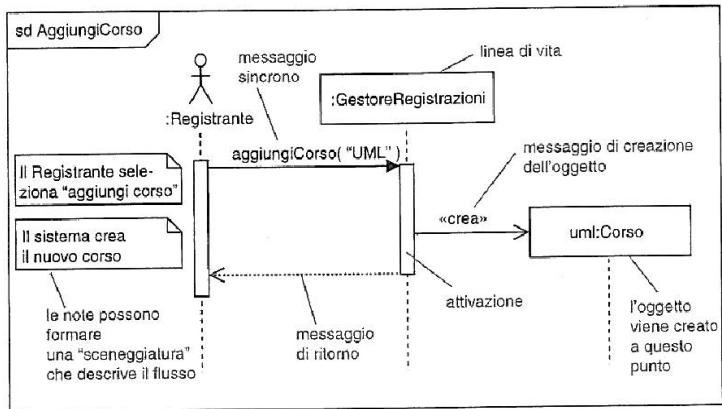 sd AggiungiCorso
messaggio
sincrono
linea di vita
:Registrante
:GestoreRegistrazioni
Il Registrante sele-
ziona "aggiungi corso"
aggiungiCorso( "UML" )
messaggio di creazione
dell'oggetto
Il sistema crea
il nuovo corso
«crea»
uml:Corso
le note possono
formare
una "sceneggiatura"
che descrive il flusso
messaggio
di ritorno
attivazione
l'oggetto
viene creato
a questo
punto